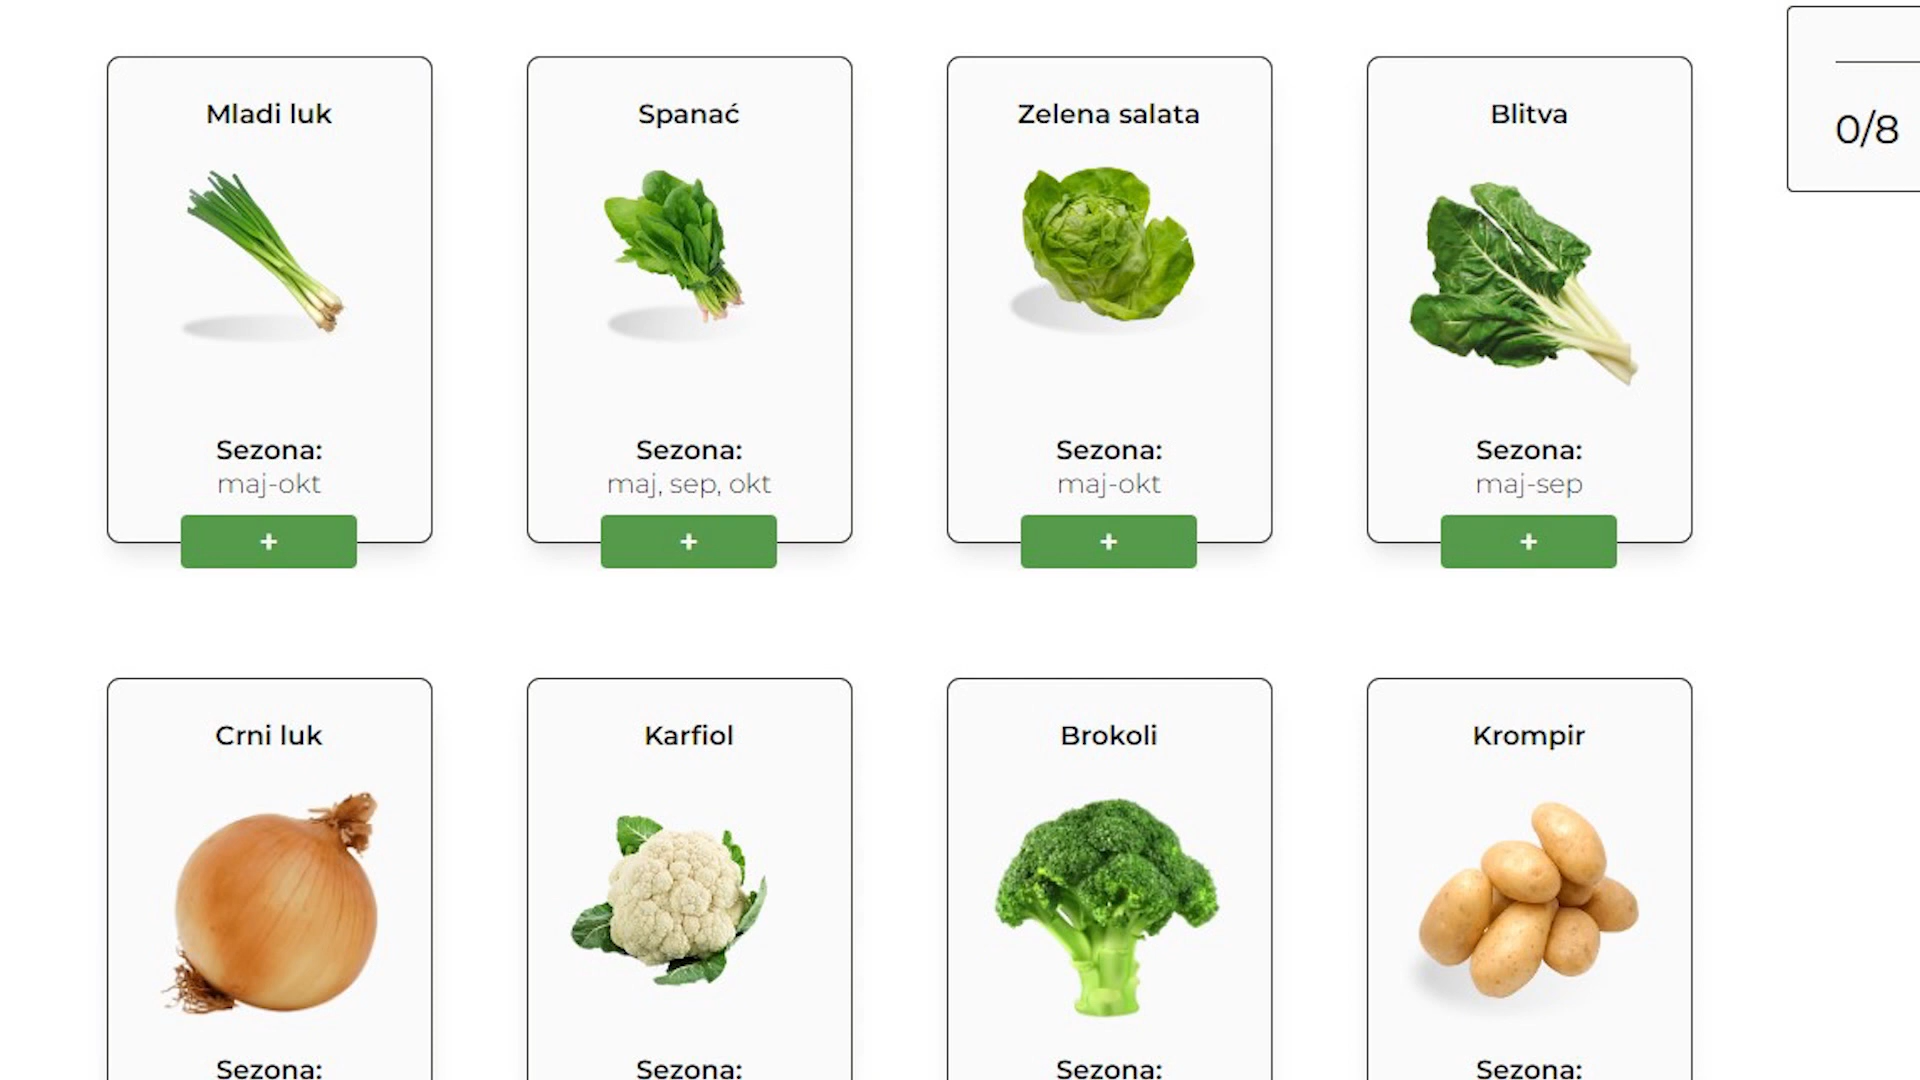 Mladi luk
Spanać
Zelena salata
Blitva
0/8
Sezona:
maj-okt
Sezona:
maj, sep, okt
Sezona:
maj-okt
Sezona:
maj-sep
+
+
+
+
Crni luk
Karfiol
Brokoli
Krompir
Sezona:
Sezona:
Sezona:
Sezona: